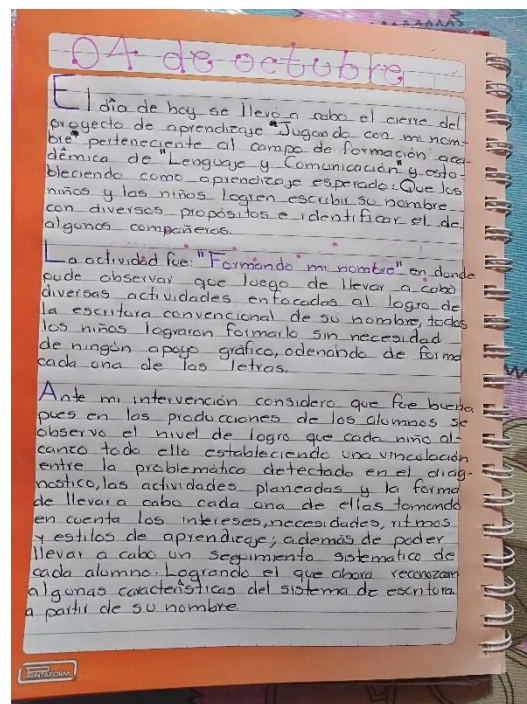 04 de octubre
El día de hoy se llevó a cabo el cierre del
proyecto de aprendizaje "Jugando con mi nom-
bre" perteneciente al campo de formación aca-
démica de "Lenguaje y Comunicación" y esta-
bleciendo como aprendizaje esperado: Que los
niños y las niñas logren escribir su nombre
con diversos propósitos e identificar el de
algunos compañeros.
La actividad fue: "Formando mi nombre" en donde
pude observar que luego de llevar a cabo
diversas actividades enfocadas al logro de
la escritura convencional de su nombre, todos
los niños lograron formarlo sin necesidad
de ningún apoyo gráfico, odenando de forma
cada una de las letras.
Ante mi intervención considero que fue buena
pues en las producciones de los alumnos se
observo el nivel de logro que cada niño al-
canzo todo ello estableciendo una vinculación
entre la problemática detectado en el diag-
nostico, las actividades planeadas y la forma
de llevar a cabo cada una de ellas tomando
en cuenta los intereses, necesidades, ritmos
y estilos de aprendizaje; además de poder
llevar a cabo un seguimiento sistematico de
cada alumno. Logrando el que ahora reconozcan
algunas características del sistema de escritura
a partir de su nombre
PRINTAFORM